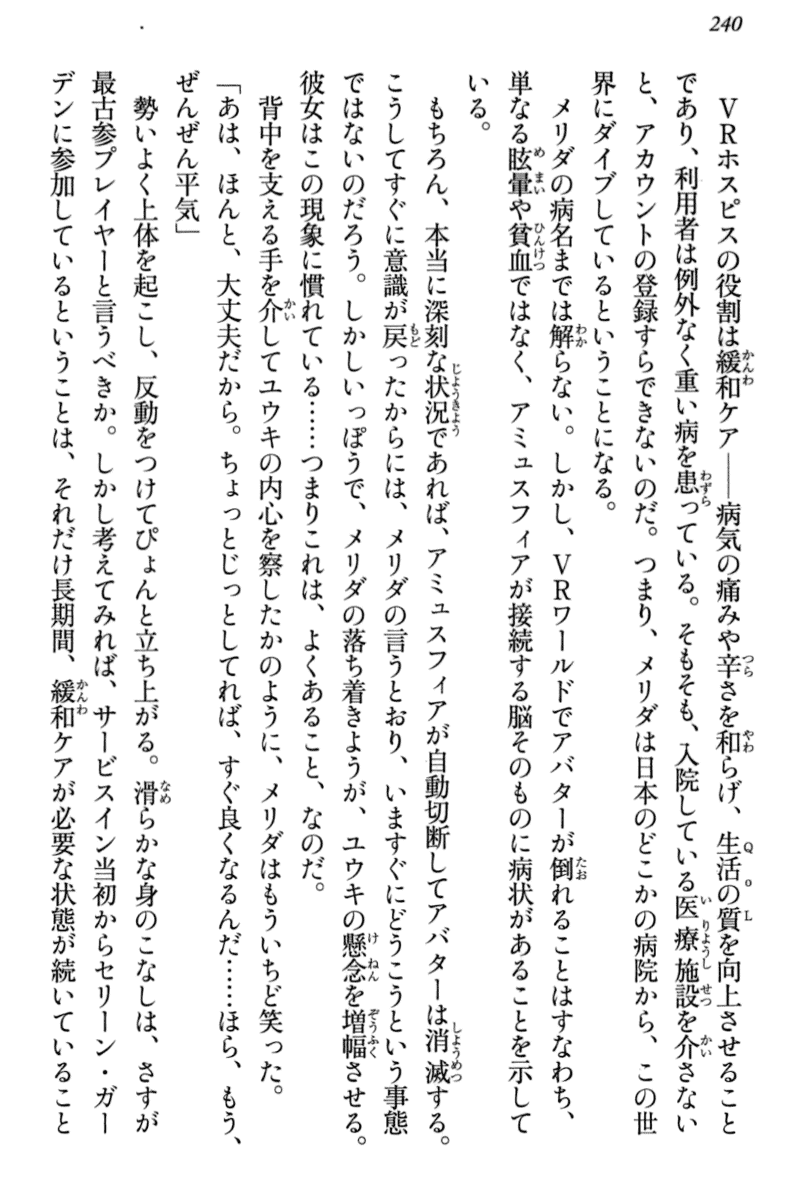 240
　VRホスピスの役割は緩和ケア――病気の痛みや辛さを和らげ、生活の質を向上させること
であり、利用者は例外なく重い病を患っている。そもそも、入院している医療施設を介さない
と、アカウントの登録すらできないのだ。つまり、メリダは日本のどこかの病院から、この世
界にダイブしているということになる。
　メリダの病名までは解らない。しかし、VRワールドでアバターが倒れることはすなわち、
単なる眩暈や貧血ではなく、アミュスフィアが接続する脳そのものに病状があることを示して
いる。
　もちろん、本当に深刻な状況であれば、アミュスフィアが自動切断してアバターは消滅する。
こうしてすぐに意識が戻ったからには、メリダの言うとおり、いますぐにどうこうという事態
ではないのだろう。しかしいっぽうで、メリダの落ち着きようが、ユウキの懸念を増幅させる。
彼女はこの現象に慣れている……つまりこれは、よくあること、なのだ。
　背中を支える手を介してユウキの内心を察したかのように、メリダはもういちど笑った。
「あは、ほんと、大丈夫だから。ちょっとじっとしてれば、すぐ良くなるんだ……ほら、もう、
ぜんぜん平気」
　勢いよく上体を起こし、反動をつけてぴょんと立ち上がる。滑らかな身のこなしは、さすが
最古参プレイヤーと言うべきか。しかし考えてみれば、サービスイン当初からセリーン・ガー
デンに参加しているということは、それだけ長期間、緩和ケアが必要な状態が続いていること